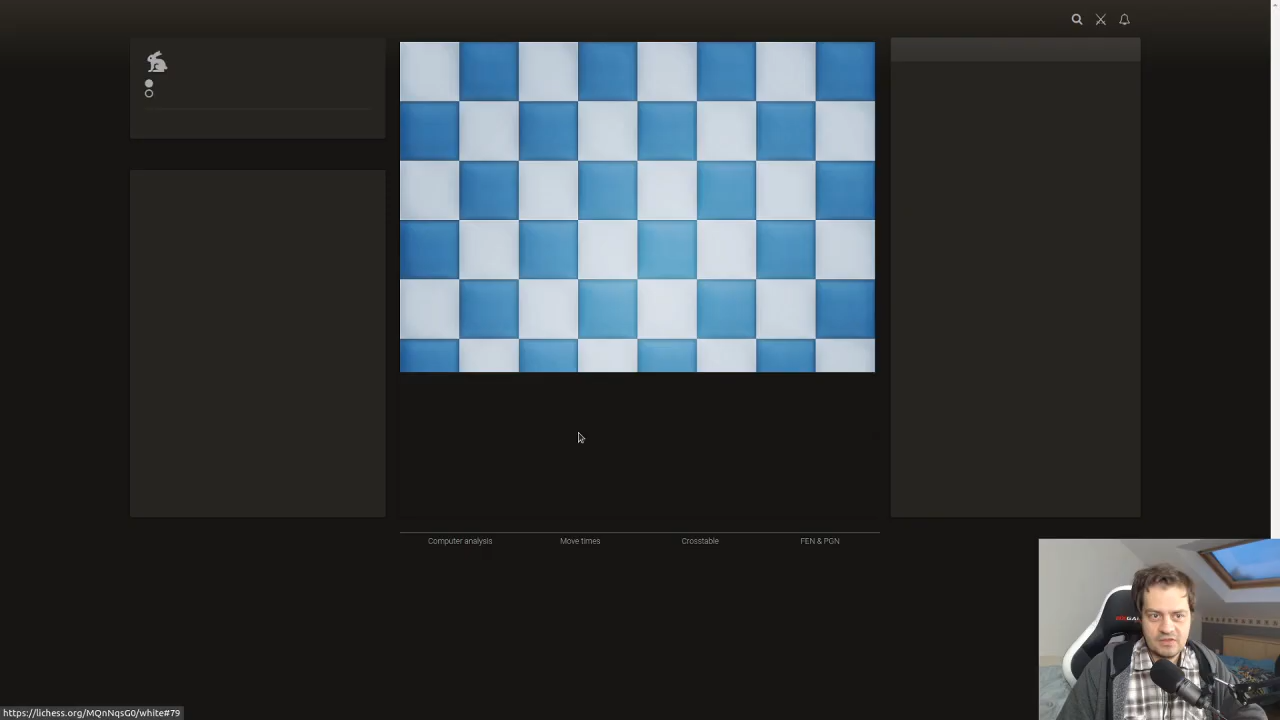 Computer analysis Move times Crosstable FEN & PGN
https://lichess.org/MQnNqsG0/white#79